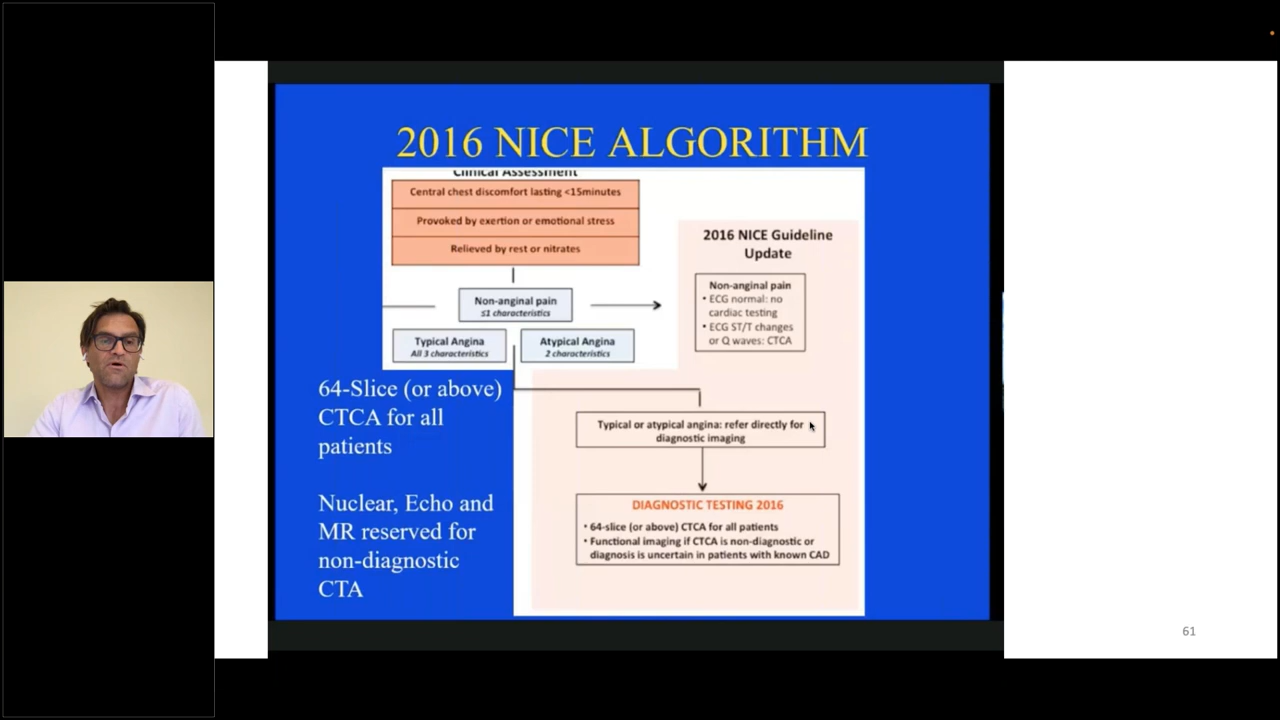 2016 NICE ALGORITHM
Clinical Assessment
Central chest discomfort lasting <15minutes
Provoked by exertion or emotional stress
Relieved by rest or nitrates
Non-anginal pain
≤1 characteristics
Typical Angina
All 3 characteristics
Atypical Angina
2 characteristics
2016 NICE Guideline
Update
Non-anginal pain
• ECG normal: no
cardiac testing
• ECG ST/T changes
or Q waves: CTCA
64-Slice (or above)
CTCA for all
patients
Nuclear, Echo and
MR reserved for
non-diagnostic
CTA
Typical or atypical angina: refer directly for
diagnostic imaging
DIAGNOSTIC TESTING 2016
• 64-slice (or above) CTCA for all patients
• Functional imaging if CTCA is non-diagnostic or
diagnosis is uncertain in patients with known CAD
61